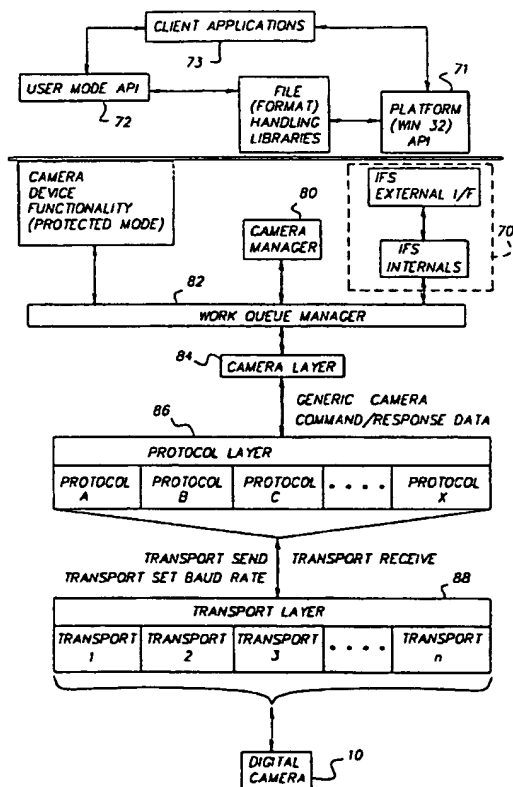 CLIENT APPLICATIONS
73
USER MODE API
72
FILE
(FORMAT)
HANDLING
LIBRARIES
71
PLATFORM
(WIN 32)
API
CAMERA
DEVICE
FUNCTIONALITY
(PROTECTED MODE)
80
CAMERA
MANAGER
IFS
EXTERNAL I/F
70
IFS
INTERNALS
82
WORK QUEUE MANAGER
84
CAMERA LAYER
GENERIC CAMERA
COMMAND/RESPONSE DATA
86
PROTOCOL LAYER
PROTOCOL
A
PROTOCOL
B
PROTOCOL
C
• • • •
PROTOCOL
X
TRANSPORT SEND
TRANSPORT SET BAUD RATE
TRANSPORT RECEIVE
88
TRANSPORT LAYER
TRANSPORT
1
TRANSPORT
2
TRANSPORT
3
• • • •
TRANSPORT
n
DIGITAL
CAMERA
10